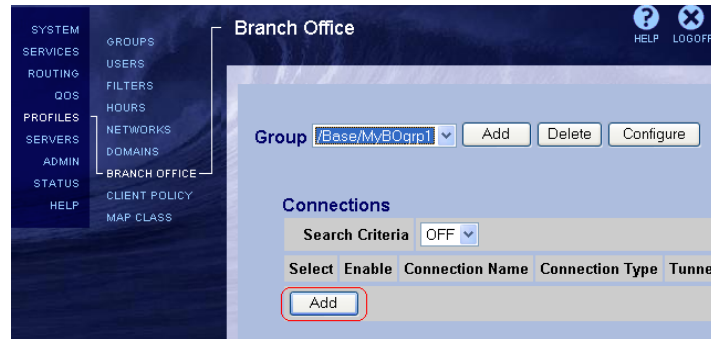 SYSTEM
SERVICES
ROUTING
QOS
PROFILES
SERVERS
ADMIN
STATUS
HELP
GROUPS
USERS
FILTERS
HOURS
NETWORKS
DOMAINS
BRANCH OFFICE
CLIENT POLICY
MAP CLASS
Branch Office
HELP LOGOFF
Group /Base/MyBOgrp1 Add Delete Configure
Connections
Search Criteria OFF
Select Enable Connection Name Connection Type Tunne
Add